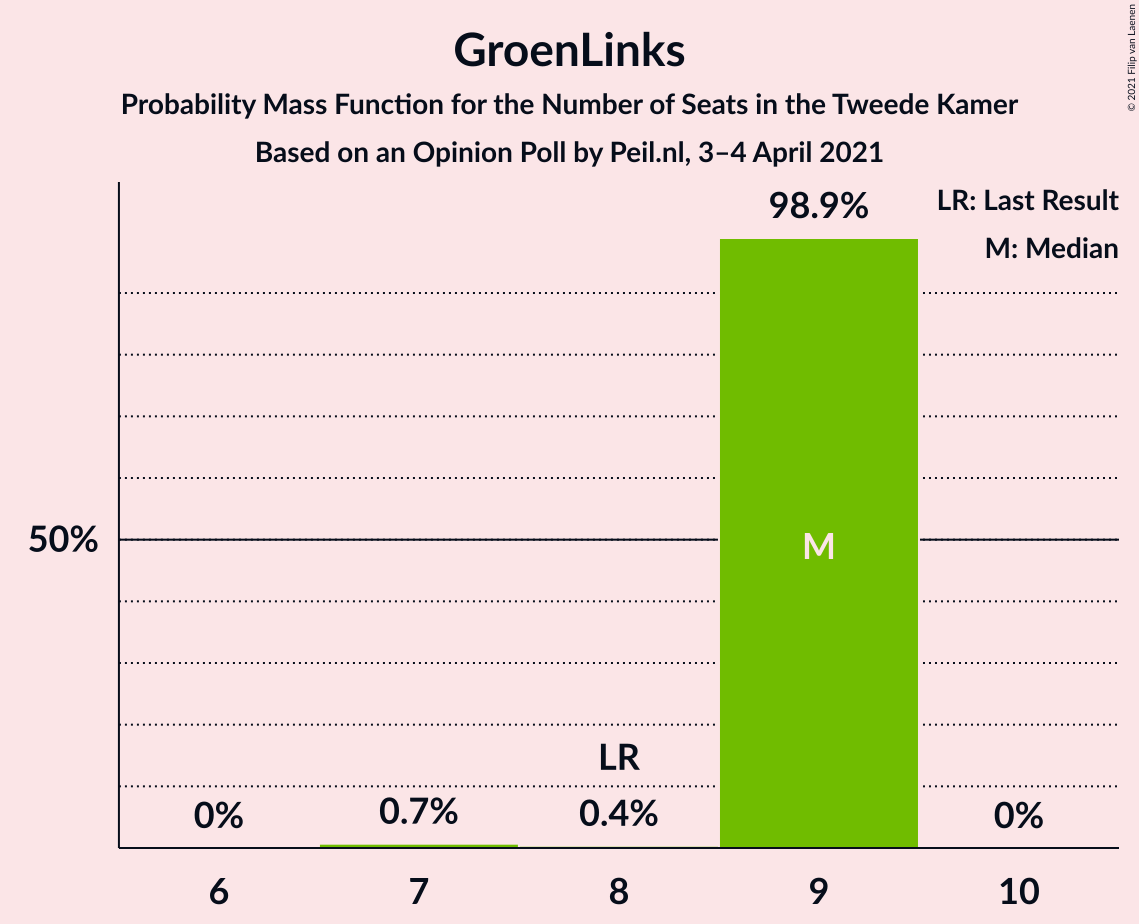 GroenLinks
Probability Mass Function for the Number of Seats in the Tweede Kamer
Based on an Opinion Poll by Peil.nl, 3–4 April 2021
© 2021 Filip van Laenen
LR: Last Result
M: Median
98.9%
50%
M
LR
0%
0.7%
0.4%
0%
6
7
8
9
10